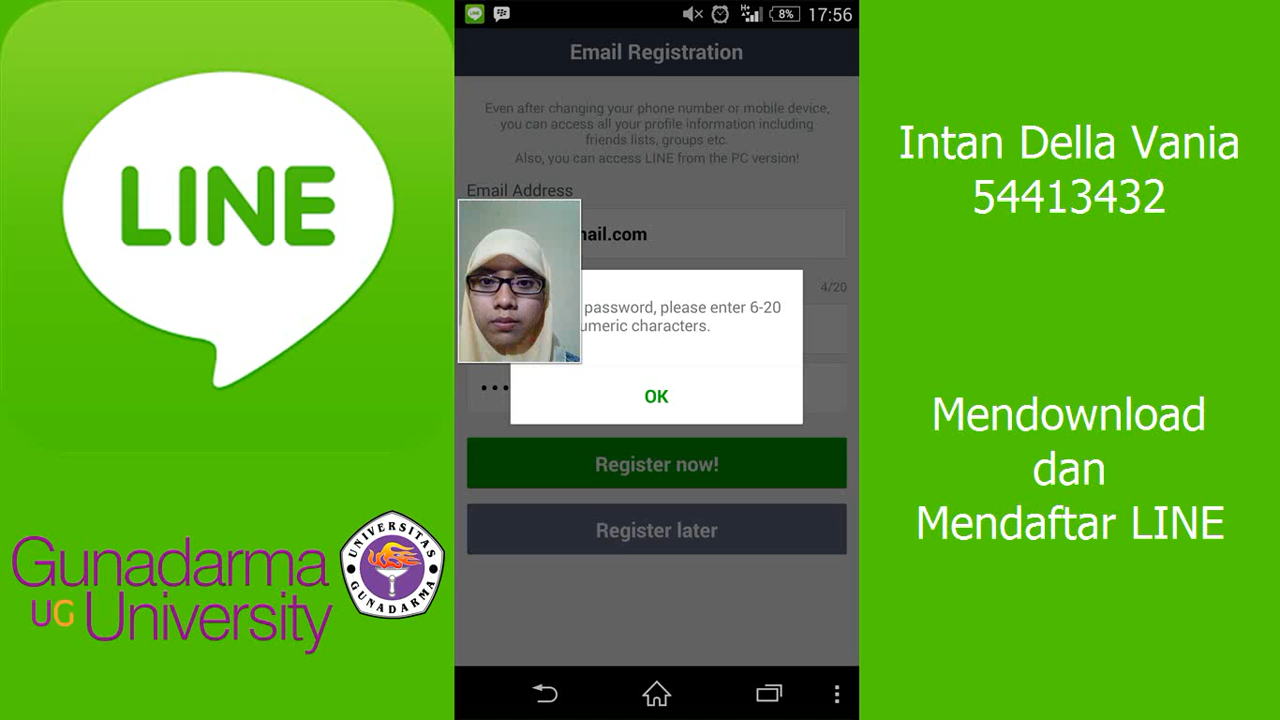 LINE
Gunadarma
UG University
UNIVERSITAS
GUNADARMA
H+
8%
17:56
Email Registration
Even after changing your phone number or mobile device,
you can access all your profile information including
friends lists, groups etc.
Also, you can access LINE from the PC version!
Email Address
ail.com
4/20
password, please enter 6-20
umeric characters.
OK
Register now!
Register later
Intan Della Vania
54413432
Mendownload
dan
Mendaftar LINE